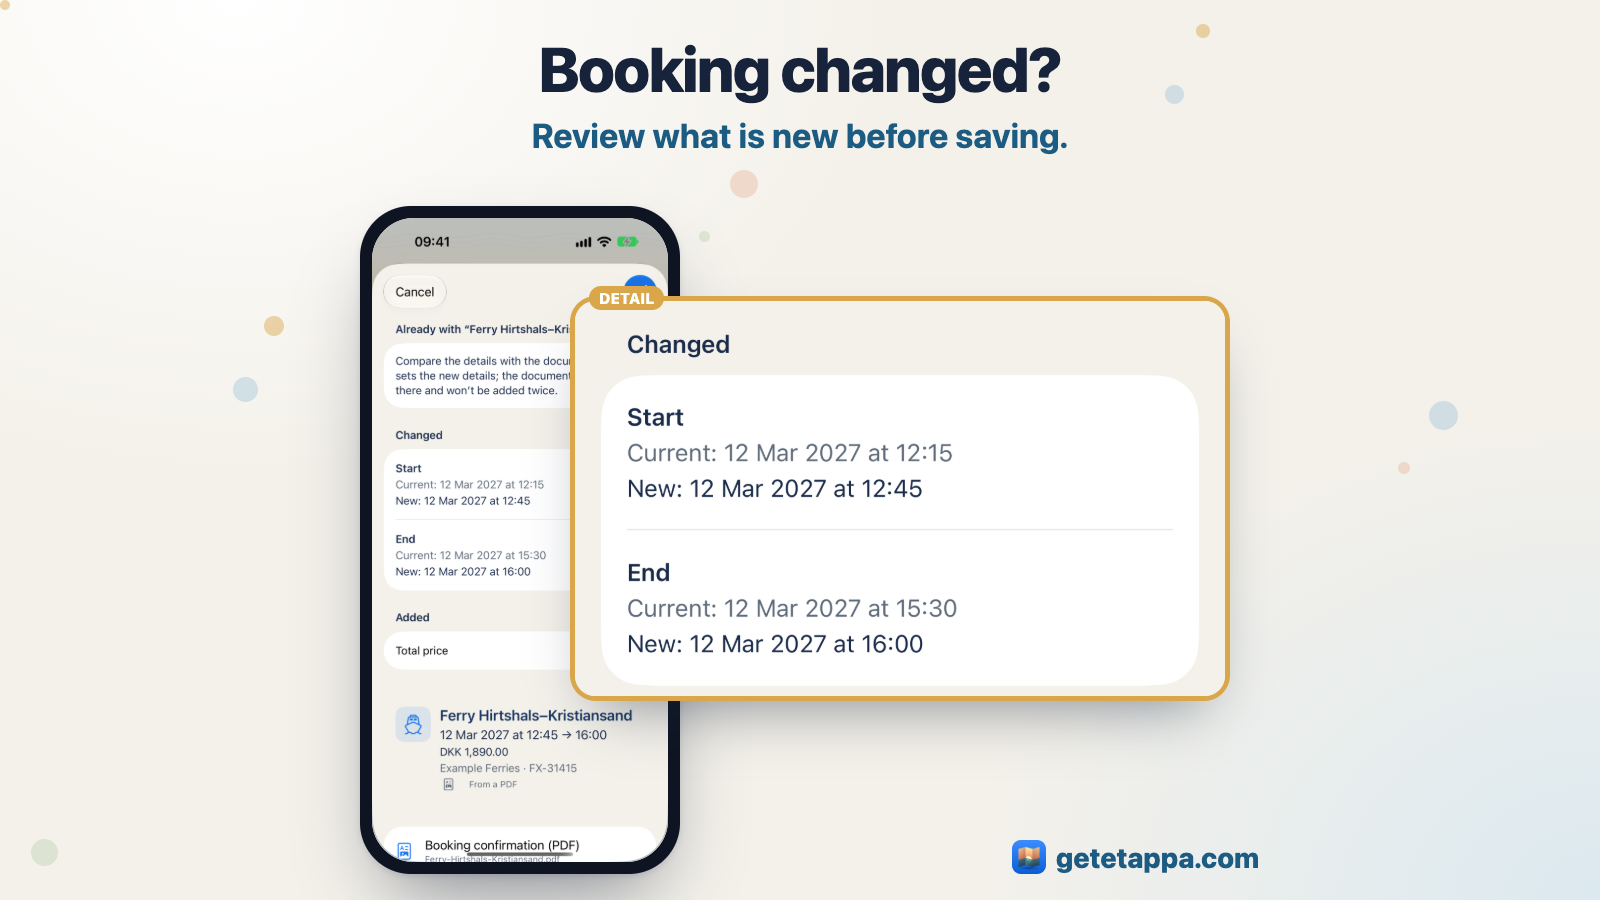 Booking changed?
Review what is new before saving.
09:41
Cancel
Already with “Ferry Hirtshals–
Compare the details with the
sets the new details; the document
there and won’t be added twice.
Changed
Start
Current: 12 Mar 2027 at 12:15
New: 12 Mar 2027 at 12:45
End
Current: 12 Mar 2027 at 15:30
New: 12 Mar 2027 at 16:00
Added
Total price
Ferry Hirtshals–Kristiansand
12 Mar 2027 at 12:45 → 16:00
DKK 1,890.00
Example Ferries · FX-31415
From a PDF
Booking confirmation (PDF)
Ferry-Hirtshals-Kristiansand.pdf
DETAIL
Changed
Start
Current: 12 Mar 2027 at 12:15
New: 12 Mar 2027 at 12:45
End
Current: 12 Mar 2027 at 15:30
New: 12 Mar 2027 at 16:00
getetappa.com